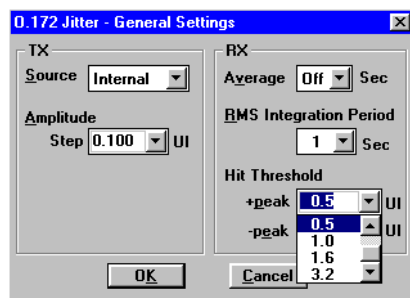 0.172 Jitter - General Settings
TX
Source Internal
Amplitude
Step 0.100 UI
RX
Average Off Sec
RMS Integration Period
1 Sec
Hit Threshold
+peak 0.5 UI
-peak UI
0.5
1.0
1.6
3.2
OK
Cancel